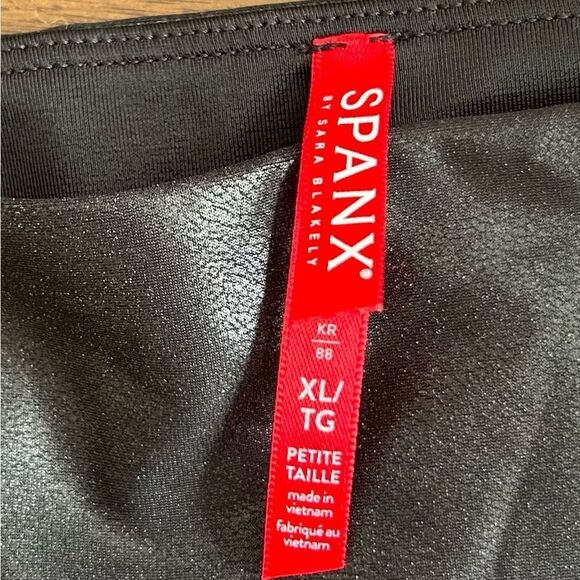 SPANX®
BY SARA BLAKELY
KR
88
XL/
TG
PETITE
TAILLE
made in
vietnam
fabriqué au
vietnam